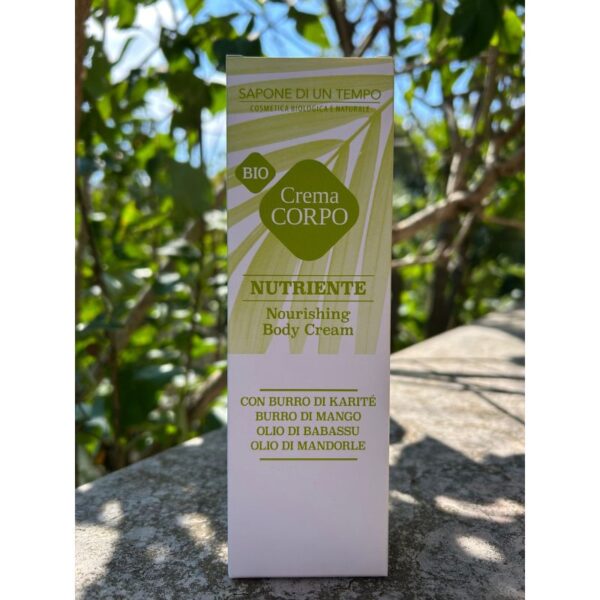 SAPONE DI UN TEMPO
COSMETICA BIOLOGICA E NATURALE
BIO
Crema
CORPO
NUTRIENTE
Nourishing
Body Cream
CON BURRO DI KARITÉ
BURRO DI MANGO
OLIO DI BABASSU
OLIO DI MANDORLE